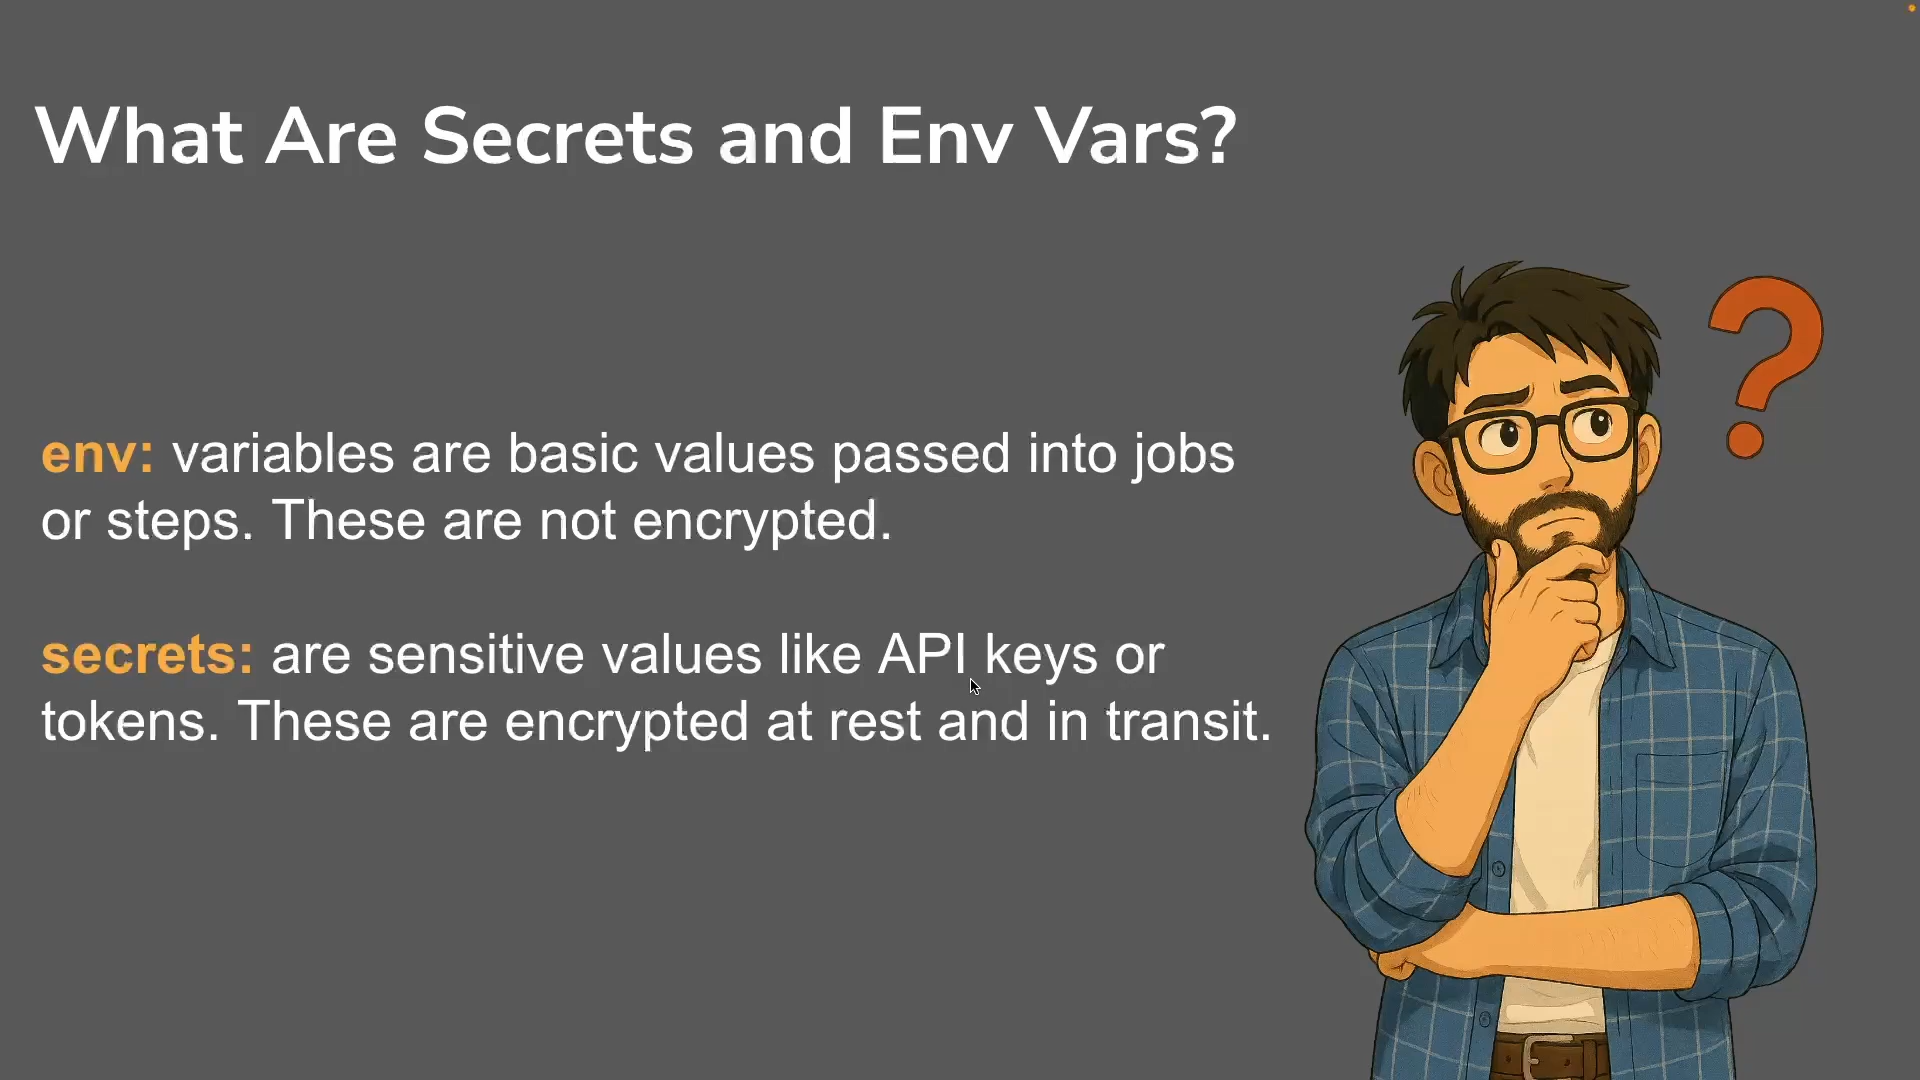 What Are Secrets and Env Vars?
env: variables are basic values passed into jobs
or steps. These are not encrypted.
secrets: are sensitive values like API keys or
tokens. These are encrypted at rest and in transit.
?